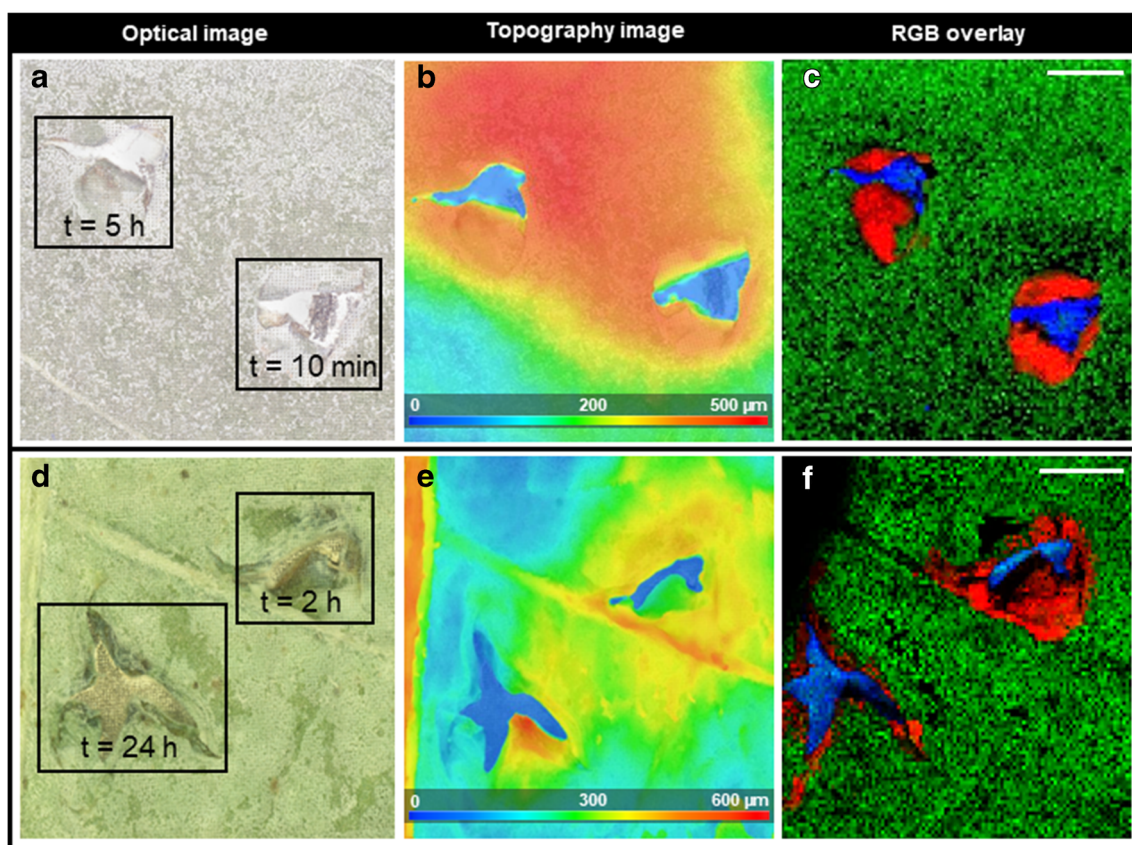 Optical image
Topography image
RGB overlay
a
b
c
t = 5 h
t = 10 min
0 200 500 µm
d
e
f
t = 2 h
t = 24 h
0 300 600 µm